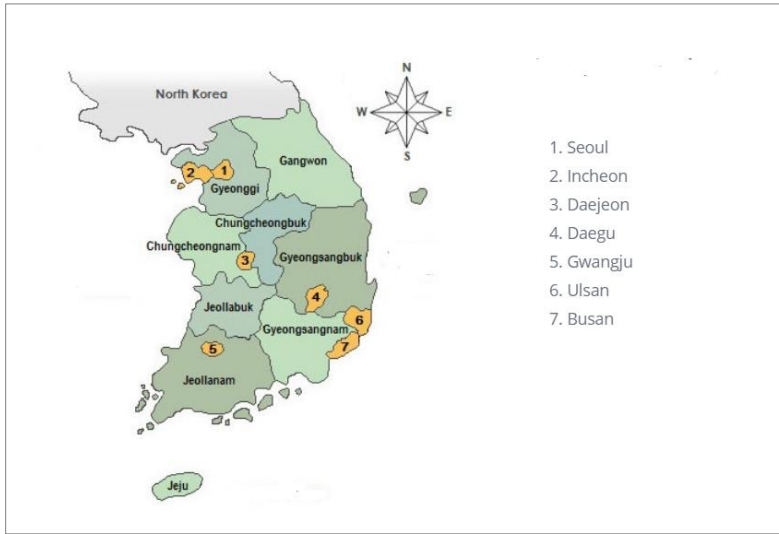 North Korea
N
W
E
S
Gangwon
2
1
Gyeonggi
Chungcheongbuk
Chungcheongnam
3
Gyeongsangbuk
4
Jeollabuk
Gyeongsangnam
6
7
5
Jeollanam
Jeju
1. Seoul
2. Incheon
3. Daejeon
4. Daegu
5. Gwangju
6. Ulsan
7. Busan